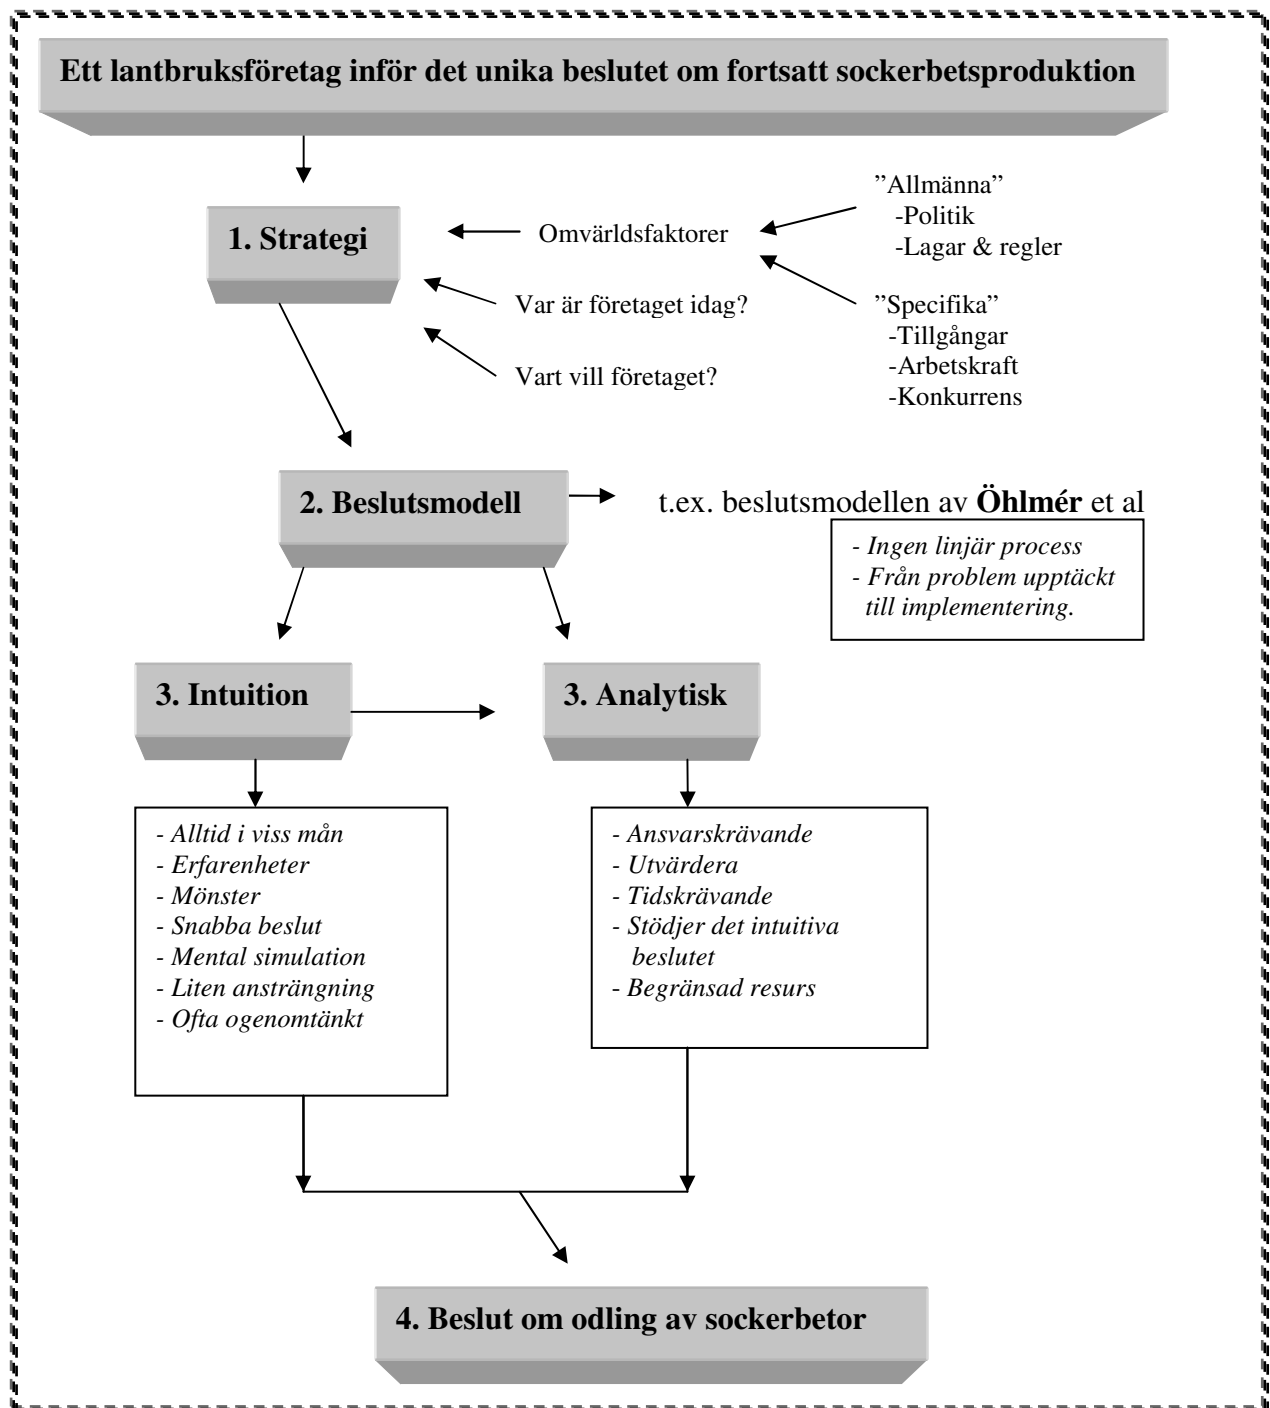 Ett lantbruksföretag inför det unika beslutet om fortsatt sockerbetsproduktion
1. Strategi
Omvärldsfaktorer
Var är företaget idag?
Vart vill företaget?
”Allmänna”
-Politik
-Lagar & regler
”Specifika”
-Tillgångar
-Arbetskraft
-Konkurrens
2. Beslutsmodell
t.ex. beslutsmodellen av Öhlmér et al
- Ingen linjär process
- Från problem upptäckt
till implementering.
3. Intuition
3. Analytisk
- Alltid i viss mån
- Erfarenheter
- Mönster
- Snabba beslut
- Mental simulation
- Liten ansträngning
- Ofta ogenomtänkt
- Ansvarskrävande
- Utvärdera
- Tidskrävande
- Stödjer det intuitiva
beslutet
- Begränsad resurs
4. Beslut om odling av sockerbetor